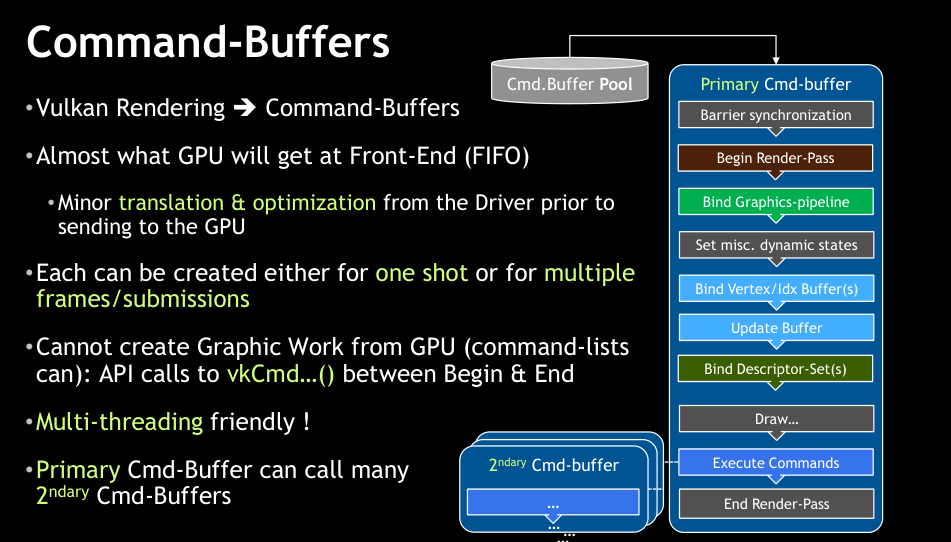 Command-Buffers
•Vulkan Rendering ➔ Command-Buffers
•Almost what GPU will get at Front-End (FIFO)
•Minor translation & optimization from the Driver prior to
sending to the GPU
•Each can be created either for one shot or for multiple
frames/submissions
•Cannot create Graphic Work from GPU (command-lists
can): API calls to vkCmd…() between Begin & End
•Multi-threading friendly !
•Primary Cmd-Buffer can call many
2ndary Cmd-Buffers
Cmd.Buffer Pool
Primary Cmd-buffer
Barrier synchronization
Begin Render-Pass
Bind Graphics-pipeline
Set misc. dynamic states
Bind Vertex/Idx Buffer(s)
Update Buffer
Bind Descriptor-Set(s)
Draw…
Execute Commands
End Render-Pass
2ndary Cmd-buffer
…
…
…
…